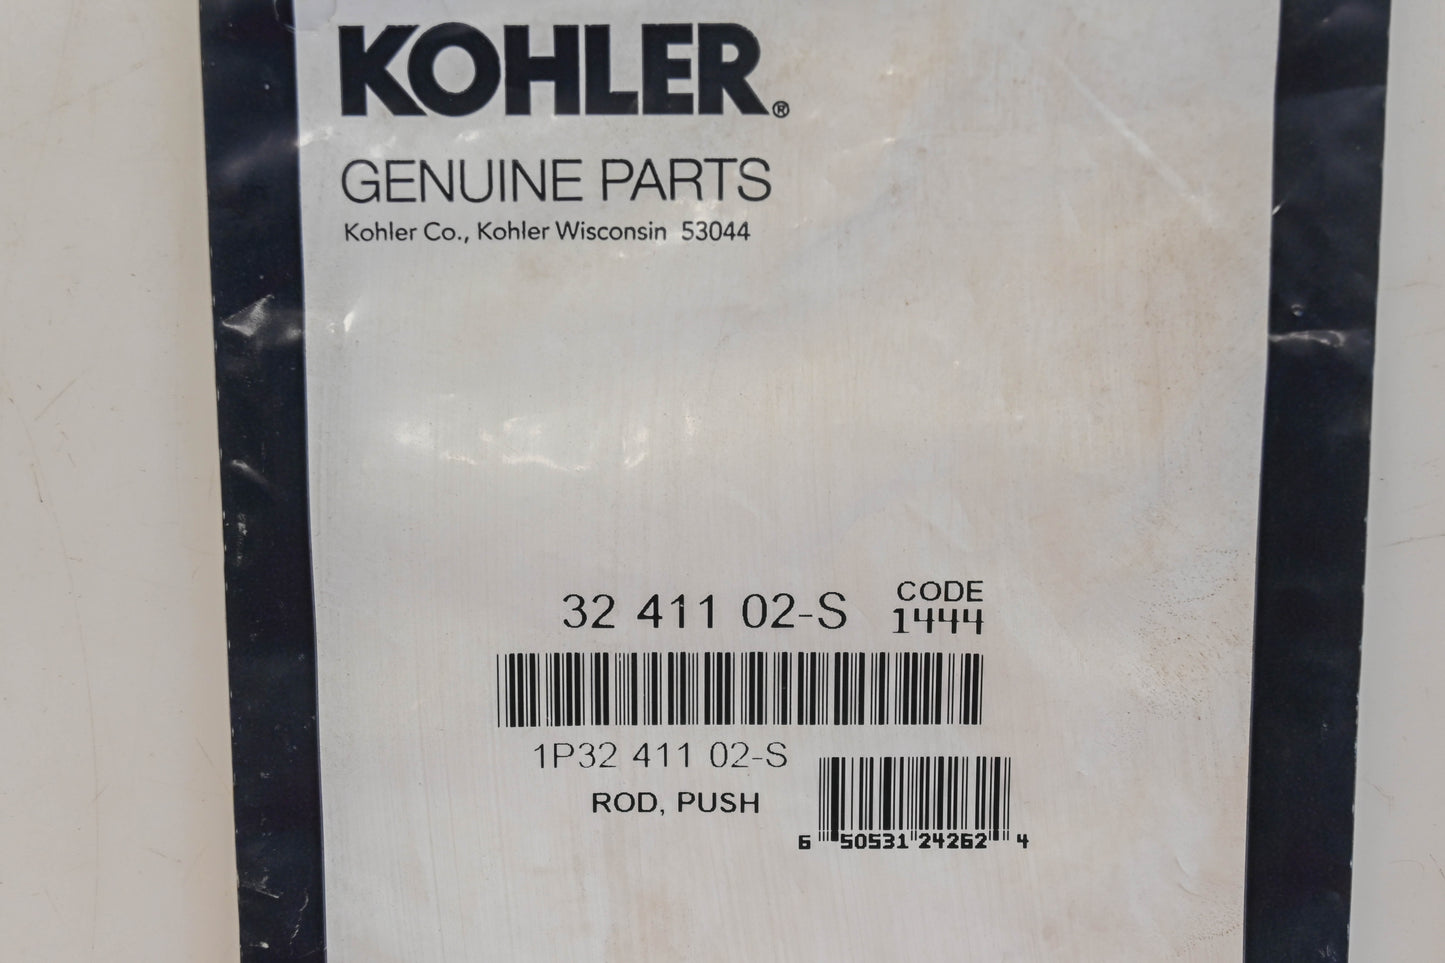 KOHLER®
GENUINE PARTS
Kohler Co., Kohler Wisconsin 53044
32 411 02-S
CODE
1444
1P32 411 02-S
ROD, PUSH
6 50531 24262 4